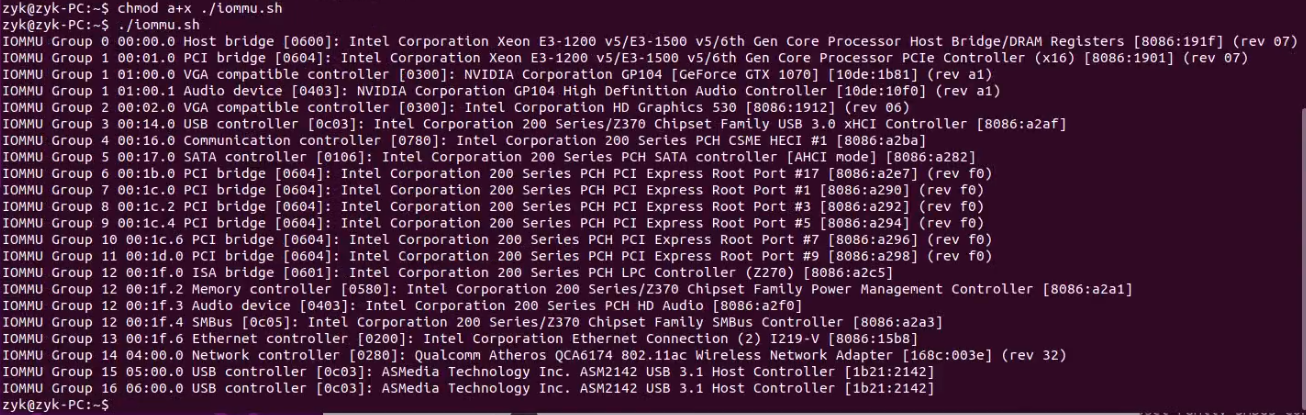 zyk@zyk-PC:~$ chmod a+x ./iommu.sh
zyk@zyk-PC:~$ ./iommu.sh
IOMMU Group 0 00:00.0 Host bridge [0600]: Intel Corporation Xeon E3-1200 v5/E3-1500 v5/6th Gen Core Processor Host Bridge/DRAM Registers [8086:191f] (rev 07)
IOMMU Group 1 00:01.0 PCI bridge [0604]: Intel Corporation Xeon E3-1200 v5/E3-1500 v5/6th Gen Core Processor PCIe Controller (x16) [8086:1901] (rev 07)
IOMMU Group 1 01:00.0 VGA compatible controller [0300]: NVIDIA Corporation GP104 [GeForce GTX 1070] [10de:1b81] (rev a1)
IOMMU Group 1 01:00.1 Audio device [0403]: NVIDIA Corporation GP104 High Definition Audio Controller [10de:10f0] (rev a1)
IOMMU Group 2 00:02.0 VGA compatible controller [0300]: Intel Corporation HD Graphics 530 [8086:1912] (rev 06)
IOMMU Group 3 00:14.0 USB controller [0c03]: Intel Corporation 200 Series/Z370 Chipset Family USB 3.0 xHCI Controller [8086:a2af]
IOMMU Group 4 00:16.0 Communication controller [0780]: Intel Corporation 200 Series PCH CSME HECI #1 [8086:a2ba]
IOMMU Group 5 00:17.0 SATA controller [0106]: Intel Corporation 200 Series PCH SATA controller [AHCI mode] [8086:a282]
IOMMU Group 6 00:1b.0 PCI bridge [0604]: Intel Corporation 200 Series PCH PCI Express Root Port #17 [8086:a2e7] (rev f0)
IOMMU Group 7 00:1c.0 PCI bridge [0604]: Intel Corporation 200 Series PCH PCI Express Root Port #1 [8086:a290] (rev f0)
IOMMU Group 8 00:1c.2 PCI bridge [0604]: Intel Corporation 200 Series PCH PCI Express Root Port #3 [8086:a292] (rev f0)
IOMMU Group 9 00:1c.4 PCI bridge [0604]: Intel Corporation 200 Series PCH PCI Express Root Port #5 [8086:a294] (rev f0)
IOMMU Group 10 00:1c.6 PCI bridge [0604]: Intel Corporation 200 Series PCH PCI Express Root Port #7 [8086:a296] (rev f0)
IOMMU Group 11 00:1d.0 PCI bridge [0604]: Intel Corporation 200 Series PCH PCI Express Root Port #9 [8086:a298] (rev f0)
IOMMU Group 12 00:1f.0 ISA bridge [0601]: Intel Corporation 200 Series PCH LPC Controller (Z270) [8086:a2c5]
IOMMU Group 12 00:1f.2 Memory controller [0580]: Intel Corporation 200 Series/Z370 Chipset Family Power Management Controller [8086:a2a1]
IOMMU Group 12 00:1f.3 Audio device [0403]: Intel Corporation 200 Series PCH HD Audio [8086:a2f0]
IOMMU Group 12 00:1f.4 SMBus [0c05]: Intel Corporation 200 Series/Z370 Chipset Family SMBus Controller [8086:a2a3]
IOMMU Group 13 00:1f.6 Ethernet controller [0200]: Intel Corporation Ethernet Connection (2) I219-V [8086:15b8]
IOMMU Group 14 04:00.0 Network controller [0280]: Qualcomm Atheros QCA6174 802.11ac Wireless Network Adapter [168c:003e] (rev 32)
IOMMU Group 15 05:00.0 USB controller [0c03]: ASMedia Technology Inc. ASM2142 USB 3.1 Host Controller [1b21:2142]
IOMMU Group 16 06:00.0 USB controller [0c03]: ASMedia Technology Inc. ASM2142 USB 3.1 Host Controller [1b21:2142]
zyk@zyk-PC:~$